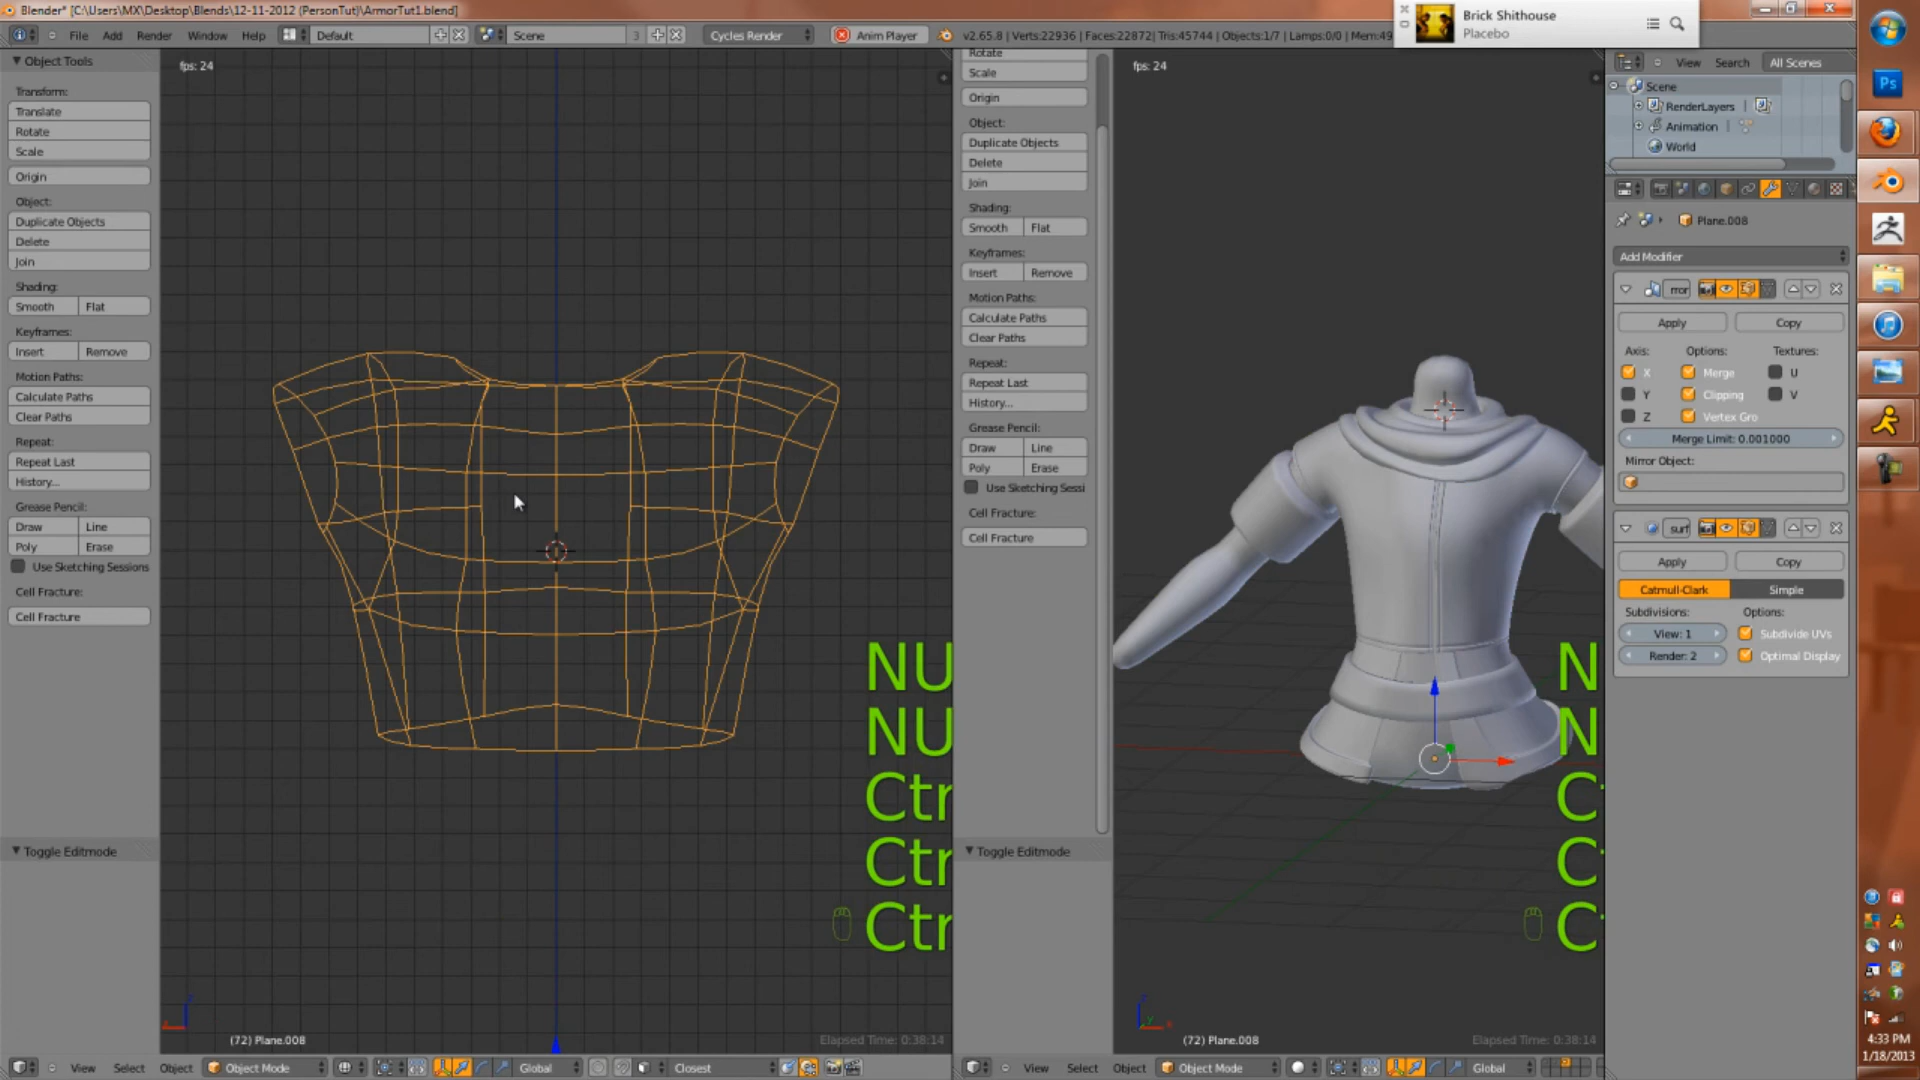 Blender* [C:\Users\MX\Desktop\Blends\12-11-2012 (PersonTut)\ArmorTut1.blend]
File Add Render Window Help Default Scene 3 Cycles Render Anim Player v2.65.8 | Verts:22936 | Faces:22872| Tris:45744 | Objects:1/7 | Lamps:0/0 | Mem:49
Brick Shithouse
Placebo
Object Tools
Transform:
Translate
Rotate
Scale
Origin
Object:
Duplicate Objects
Delete
Join
Shading:
Smooth Flat
Keyframes:
Insert Remove
Motion Paths:
Calculate Paths
Clear Paths
Repeat:
Repeat Last
History...
Grease Pencil:
Draw Line
Poly Erase
Use Sketching Sessions
Cell Fracture:
Cell Fracture
Toggle Editmode
fps: 24
NU
NU
Ctr
Ctr
Ctr
(72) Plane.008
Elapsed Time: 0:38:14
View Select Object Object Mode Global Closest
Rotate
Scale
Origin
Object:
Duplicate Objects
Delete
Join
Shading:
Smooth Flat
Keyframes:
Insert Remove
Motion Paths:
Calculate Paths
Clear Paths
Repeat:
Repeat Last
History...
Grease Pencil:
Draw Line
Poly Erase
Use Sketching Sessi
Cell Fracture:
Cell Fracture
Toggle Editmode
fps: 24
N
N
C
C
C
(72) Plane.008
Elapsed Time: 0:38:14
View Select Object Object Mode Global
View Search All Scenes
Scene
RenderLayers
Animation
World
Plane.008
Add Modifier
ror
Apply Copy
Axis: Options: Textures:
X Merge U
Y Clipping V
Z Vertex Gro
Merge Limit: 0.001000
Mirror Object:
surf
Apply Copy
Catmull-Clark Simple
Subdivisions: Options:
View: 1 Subdivide UVs
Render: 2 Optimal Display
Ps
4:33 PM
1/18/2013